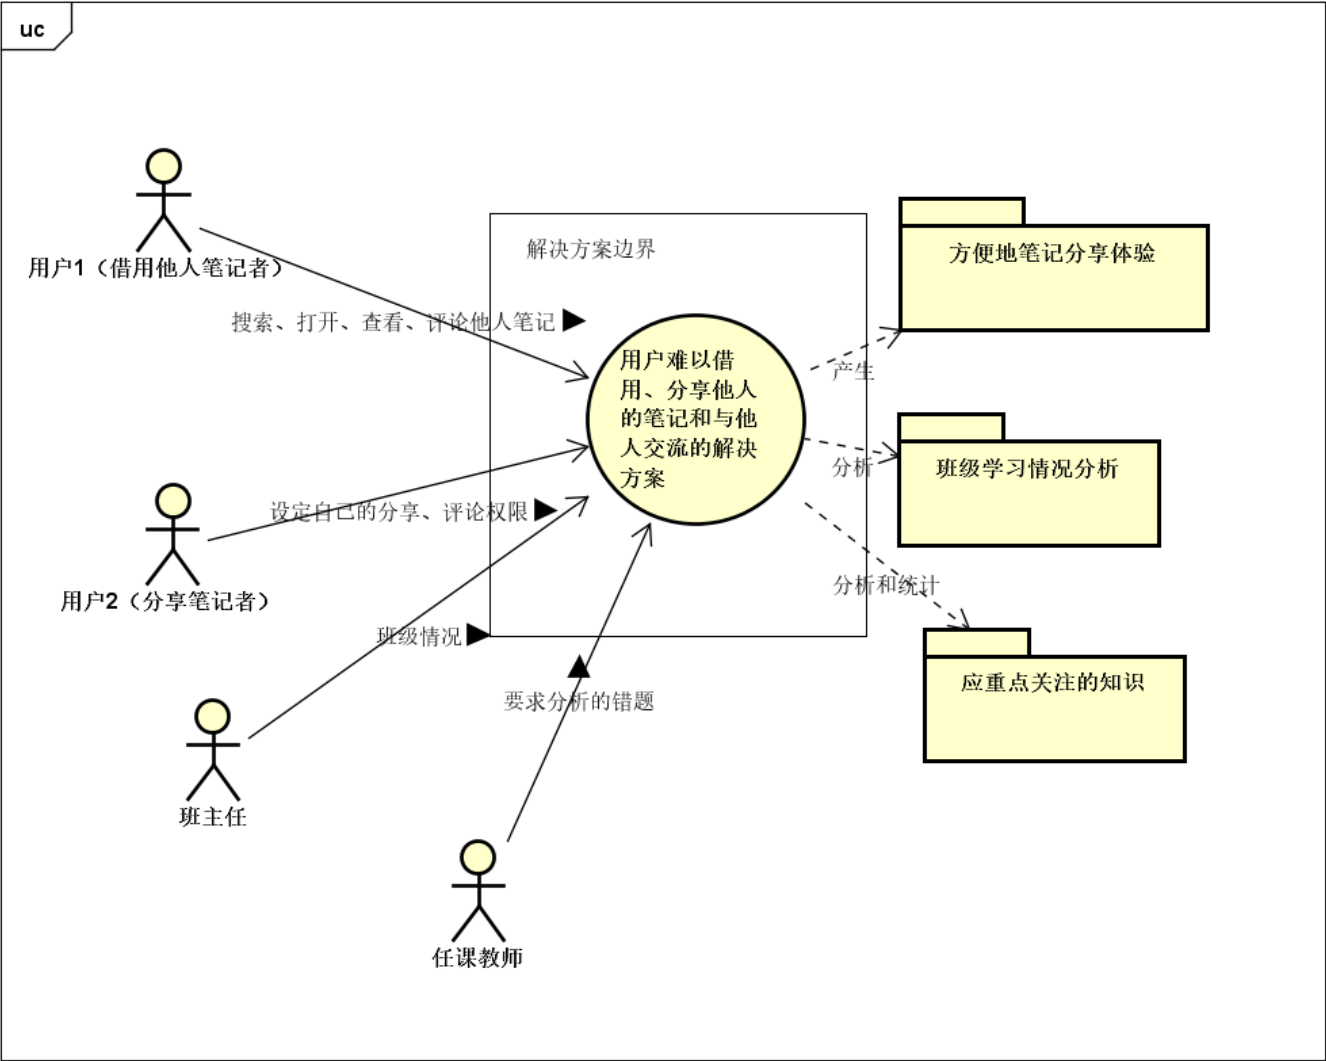 uc
用户1（借用他人笔记者）
解决方案边界
方便地笔记分享体验
搜索、打开、查看、评论他人笔记
用户难以借
用、分享他人
的笔记和与他
人交流的解决
方案
产生
分析
班级学习情况分析
设定自己的分享、评论权限
用户2（分享笔记者）
分析和统计
班级情况
应重点关注的知识
要求分析的错题
班主任
任课教师